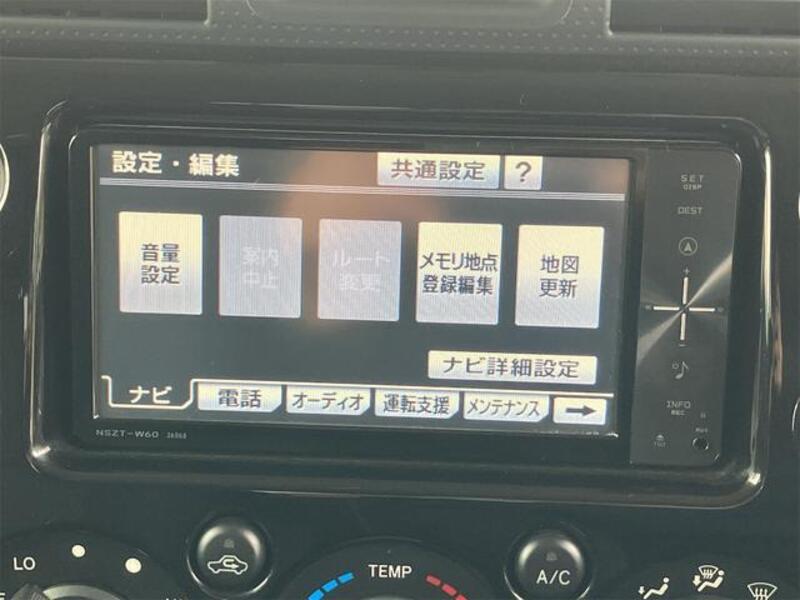 設定・編集
共通設定 ?
音量
設定
案内
中止
ルート
変更
メモリ地点
登録編集
地図
更新
ナビ詳細設定
ナビ 電話 オーディオ 運転支援 メンテナンス →
NSZT-W60
SET
DISP
DEST
+
−
INFO
REC
AUX
LO
TEMP
A/C